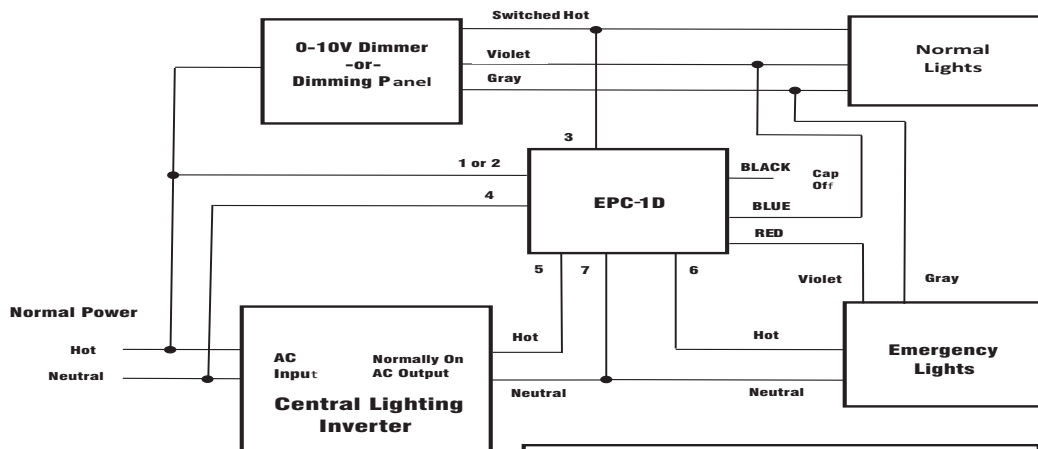 Switched Hot
0-10V Dimmer
-or-
Dimming Panel
Violet
Gray
Normal
Lights
3
1 or 2
4
EPC-1D
BLACK
Cap
Off
BLUE
RED
5
7
6
Violet
Gray
Normal Power
Hot
Neutral
AC
Input
Normally On
AC Output
Central Lighting
Inverter
Hot
Neutral
Hot
Neutral
Emergency
Lights